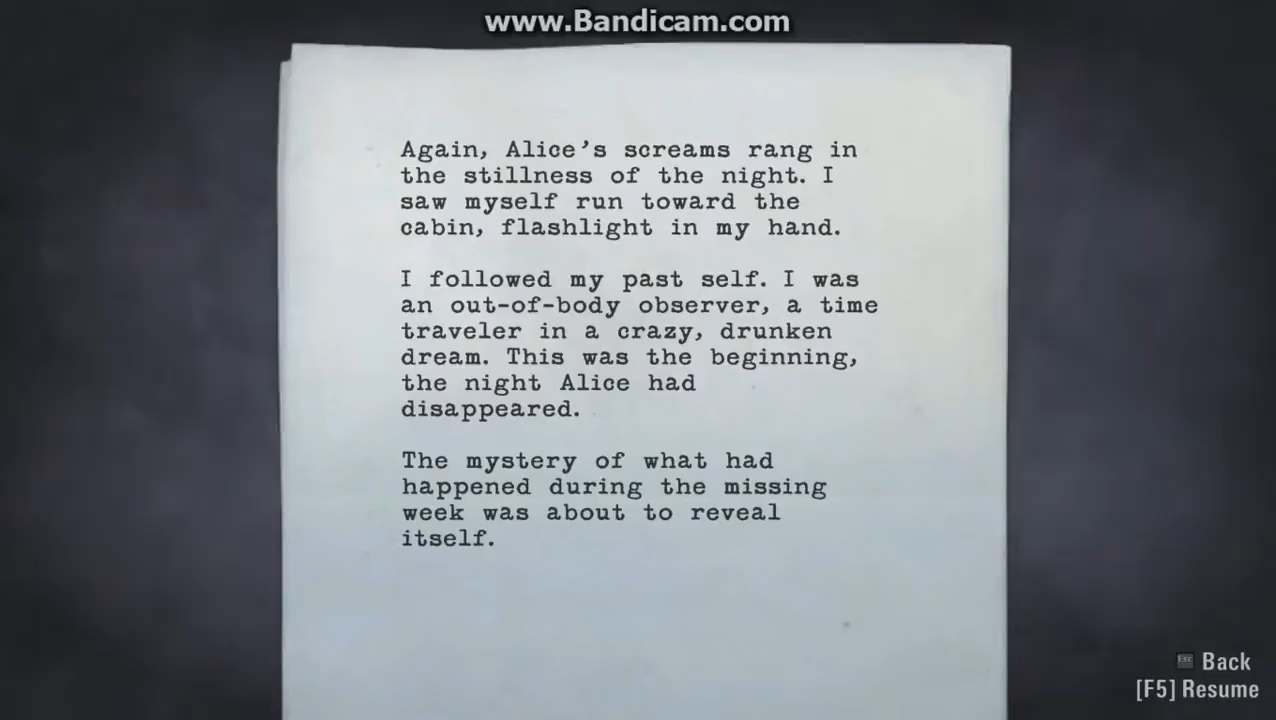 www.Bandicam.com
Again, Alice's screams rang in
the stillness of the night. I
saw myself run toward the
cabin, flashlight in my hand.
I followed my past self. I was
an out-of-body observer, a time
traveler in a crazy, drunken
dream. This was the beginning,
the night Alice had
disappeared.
The mystery of what had
happened during the missing
week was about to reveal
itself.
Esc Back
[F5] Resume